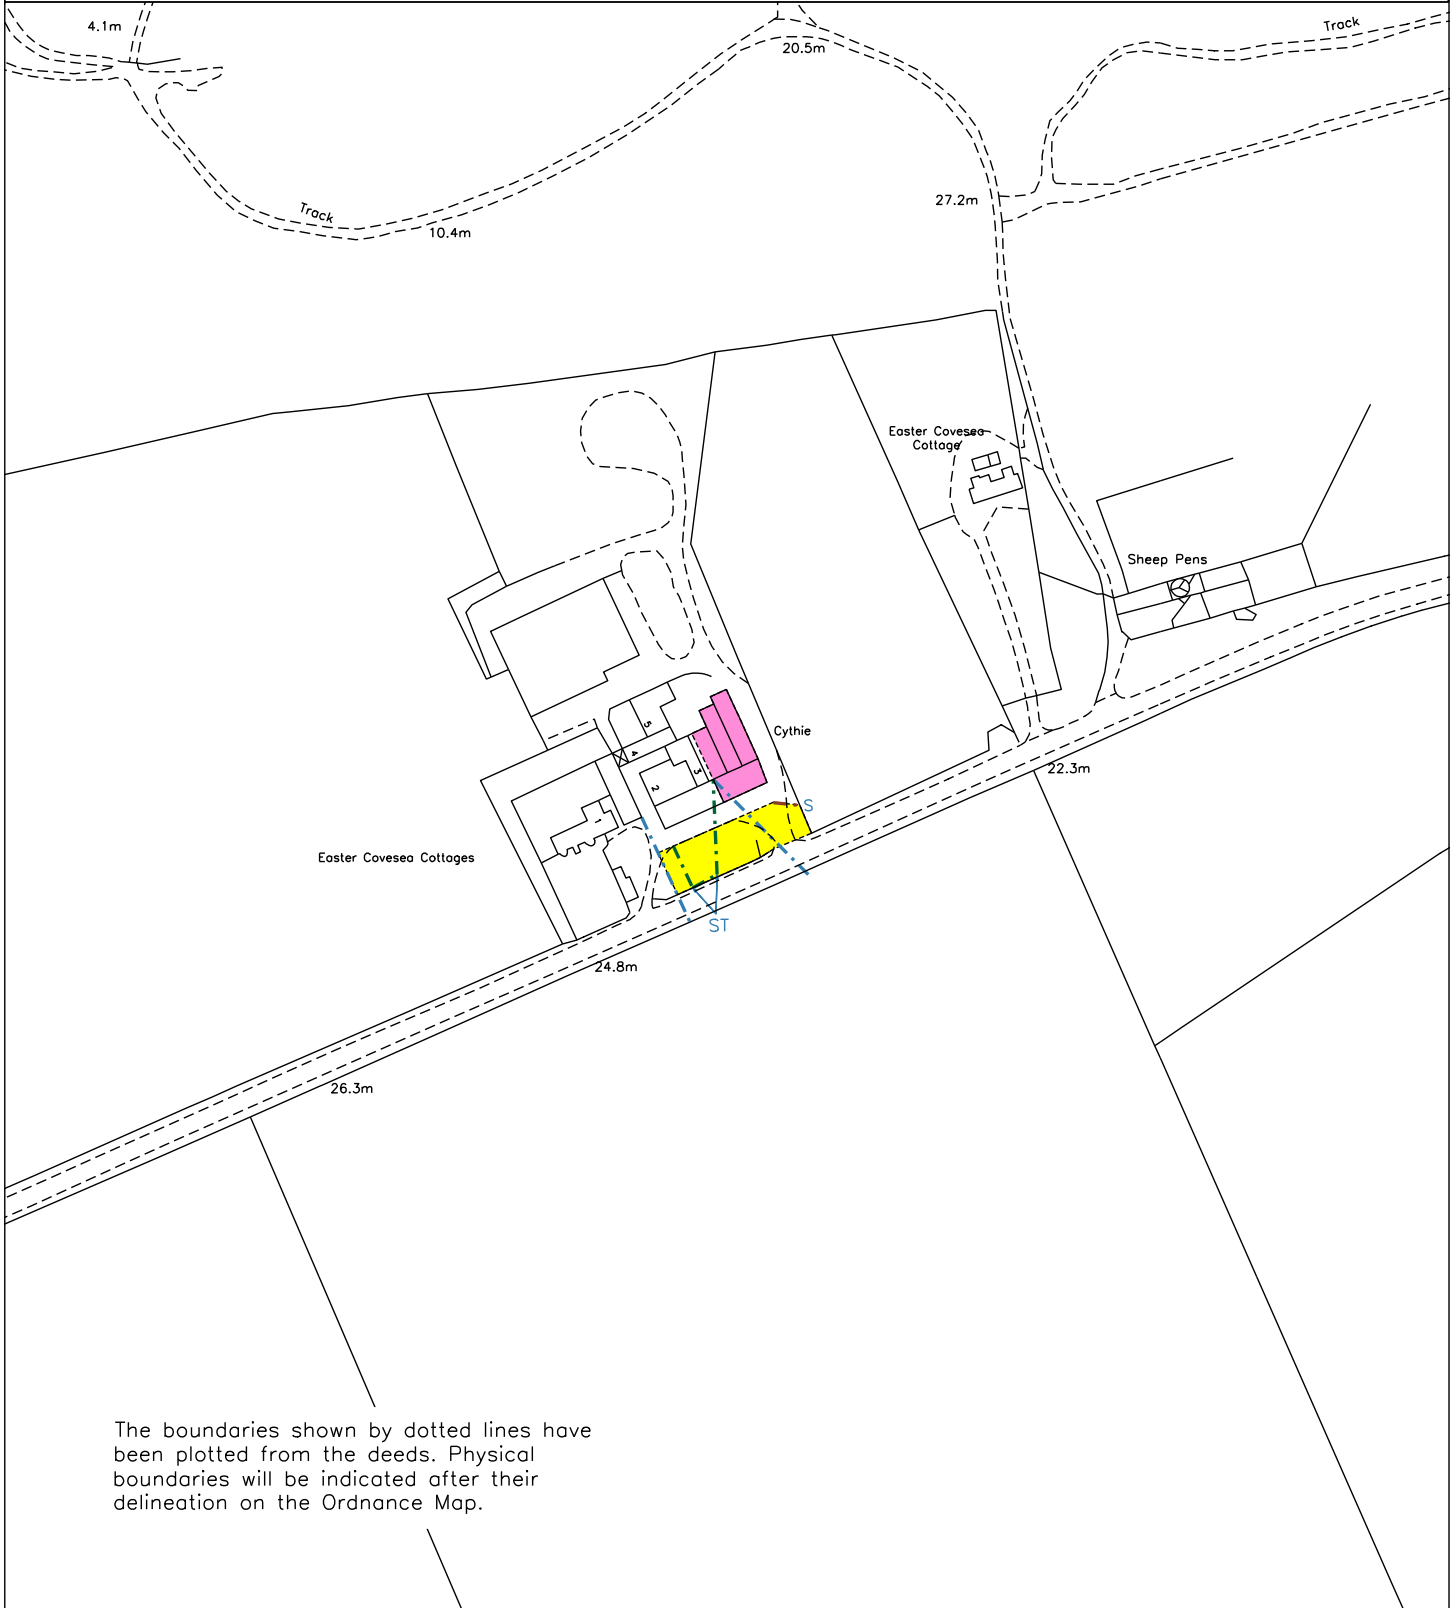 4.1m
20.5m
Track
Track
10.4m
27.2m
Easter Covesea
Cottage
Sheep Pens
5
4
3
2
1
Cythie
22.3m
S
Easter Covesea Cottages
ST
24.8m
26.3m
The boundaries shown by dotted lines have
been plotted from the deeds. Physical
boundaries will be indicated after their
delineation on the Ordnance Map.